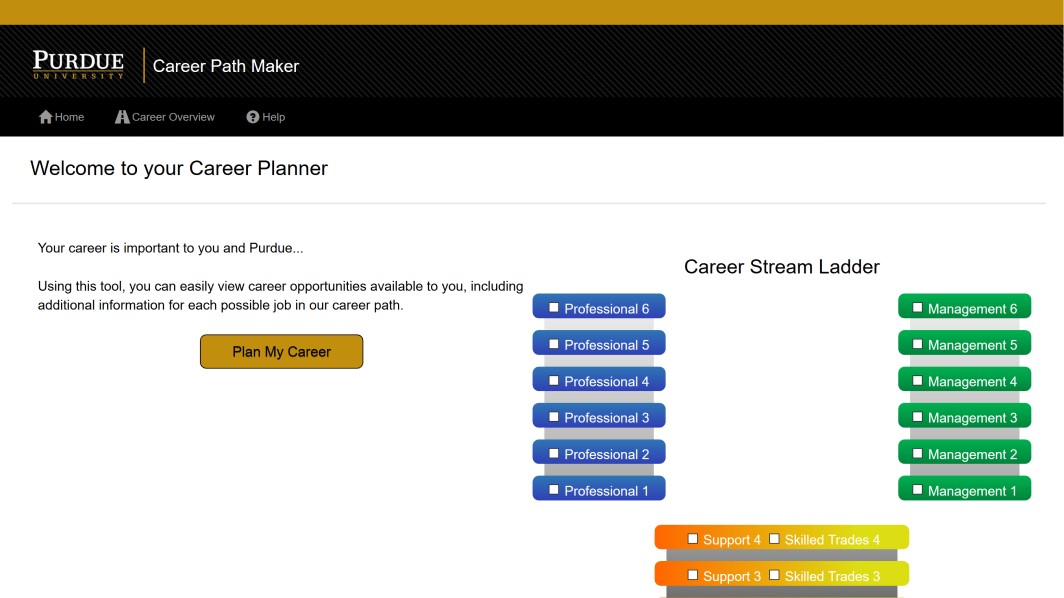 PURDUE
UNIVERSITY
Career Path Maker
Home Career Overview Help
Welcome to your Career Planner
Your career is important to you and Purdue...
Using this tool, you can easily view career opportunities available to you, including
additional information for each possible job in our career path.
Plan My Career
Career Stream Ladder
Professional 6
Professional 5
Professional 4
Professional 3
Professional 2
Professional 1
Management 6
Management 5
Management 4
Management 3
Management 2
Management 1
Support 4 Skilled Trades 4
Support 3 Skilled Trades 3